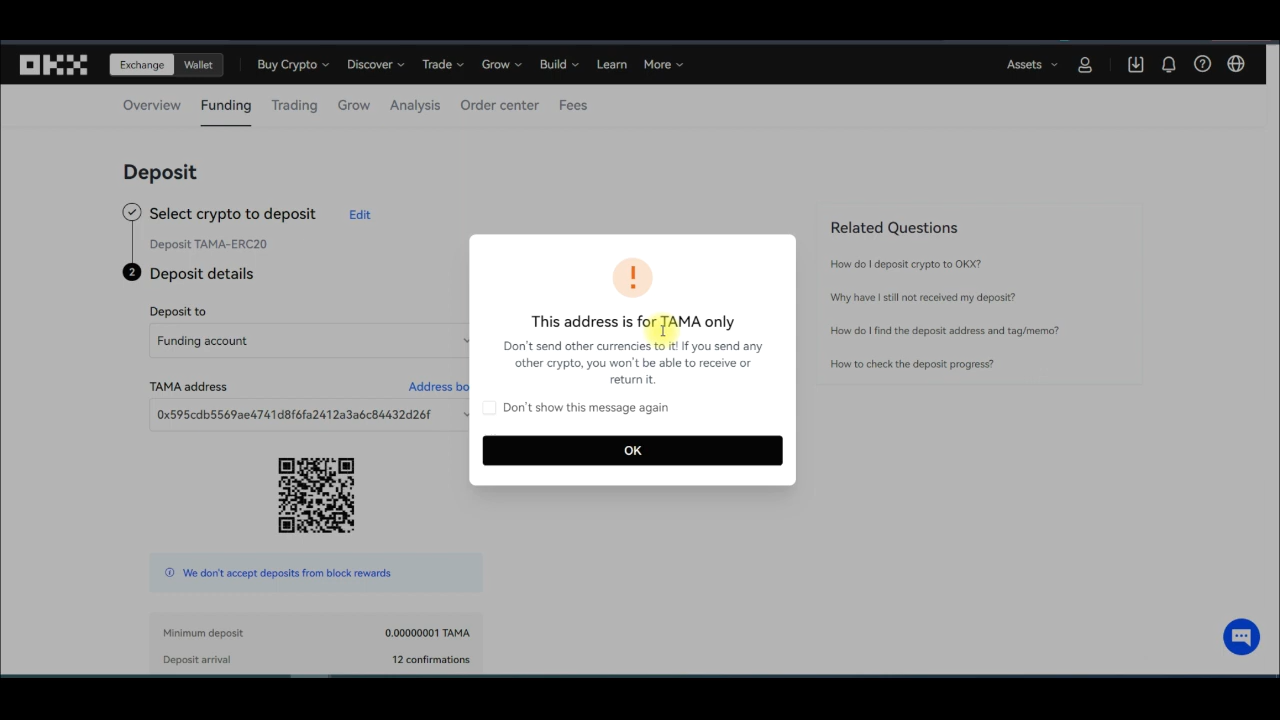 OKX Exchange Wallet Buy Crypto Discover Trade Grow Build Learn More Assets
Overview Funding Trading Grow Analysis Order center Fees
Deposit
Select crypto to deposit Edit
Deposit TAMA-ERC20
2 Deposit details
Deposit to
Funding account
TAMA address Address bo
0x595cdb5569ae4741d8f6fa2412a3a6c84432d26f
We don't accept deposits from block rewards
Minimum deposit 0.00000001 TAMA
Deposit arrival 12 confirmations
!
This address is for TAMA only
Don't send other currencies to it! If you send any
other crypto, you won't be able to receive or
return it.
Don't show this message again
OK
Related Questions
How do I deposit crypto to OKX?
Why have I still not received my deposit?
How do I find the deposit address and tag/memo?
How to check the deposit progress?